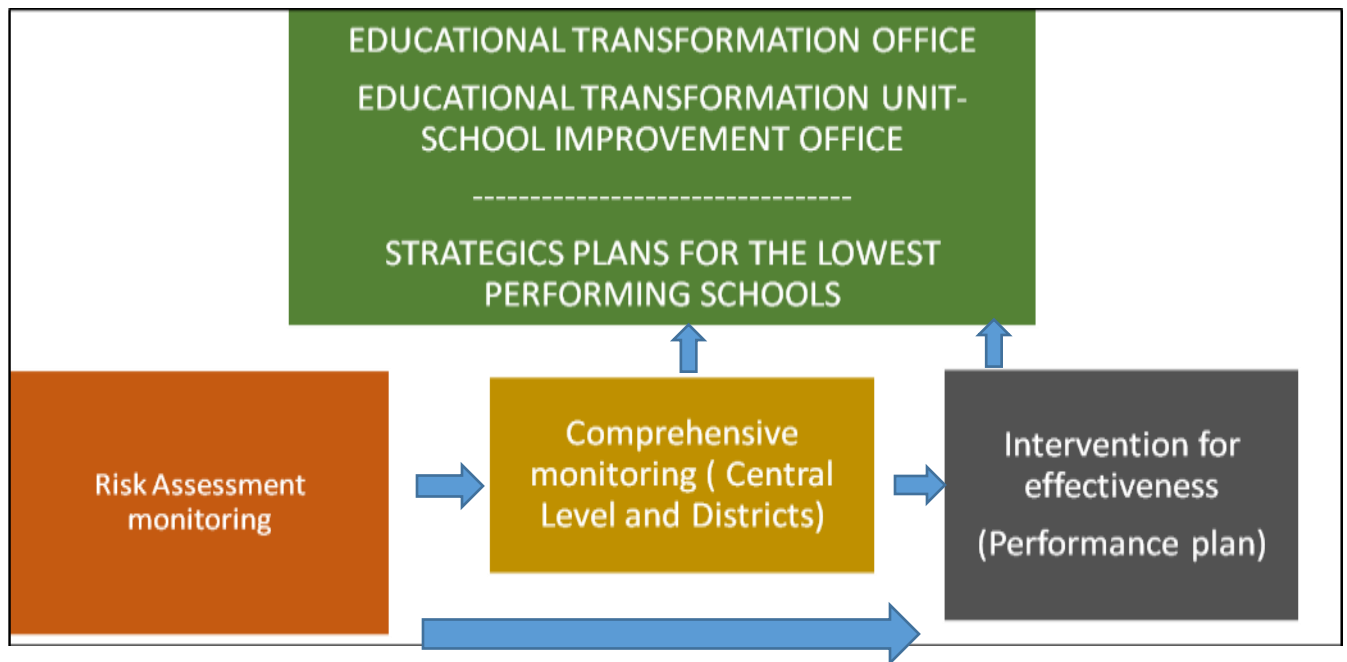 EDUCATIONAL TRANSFORMATION OFFICE
EDUCATIONAL TRANSFORMATION UNIT-
SCHOOL IMPROVEMENT OFFICE
---------------------------------
STRATEGICS PLANS FOR THE LOWEST
PERFORMING SCHOOLS
Risk Assessment
monitoring
Comprehensive
monitoring ( Central
Level and Districts)
Intervention for
effectiveness
(Performance plan)